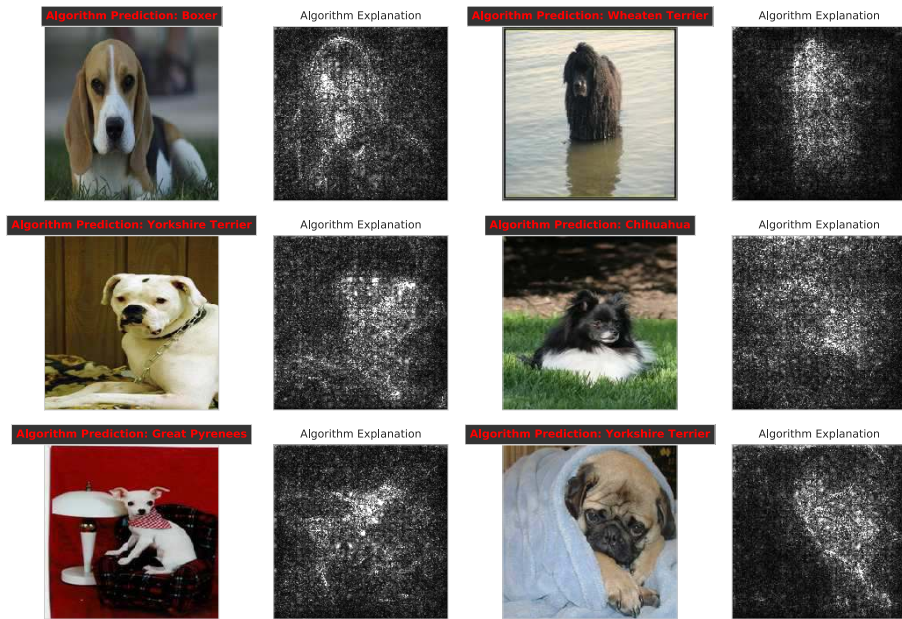 Algorithm Prediction: Boxer
Algorithm Explanation
Algorithm Prediction: Wheaten Terrier
Algorithm Explanation
Algorithm Prediction: Yorkshire Terrier
Algorithm Explanation
Algorithm Prediction: Chihuahua
Algorithm Explanation
Algorithm Prediction: Great Pyrenees
Algorithm Explanation
Algorithm Prediction: Yorkshire Terrier
Algorithm Explanation